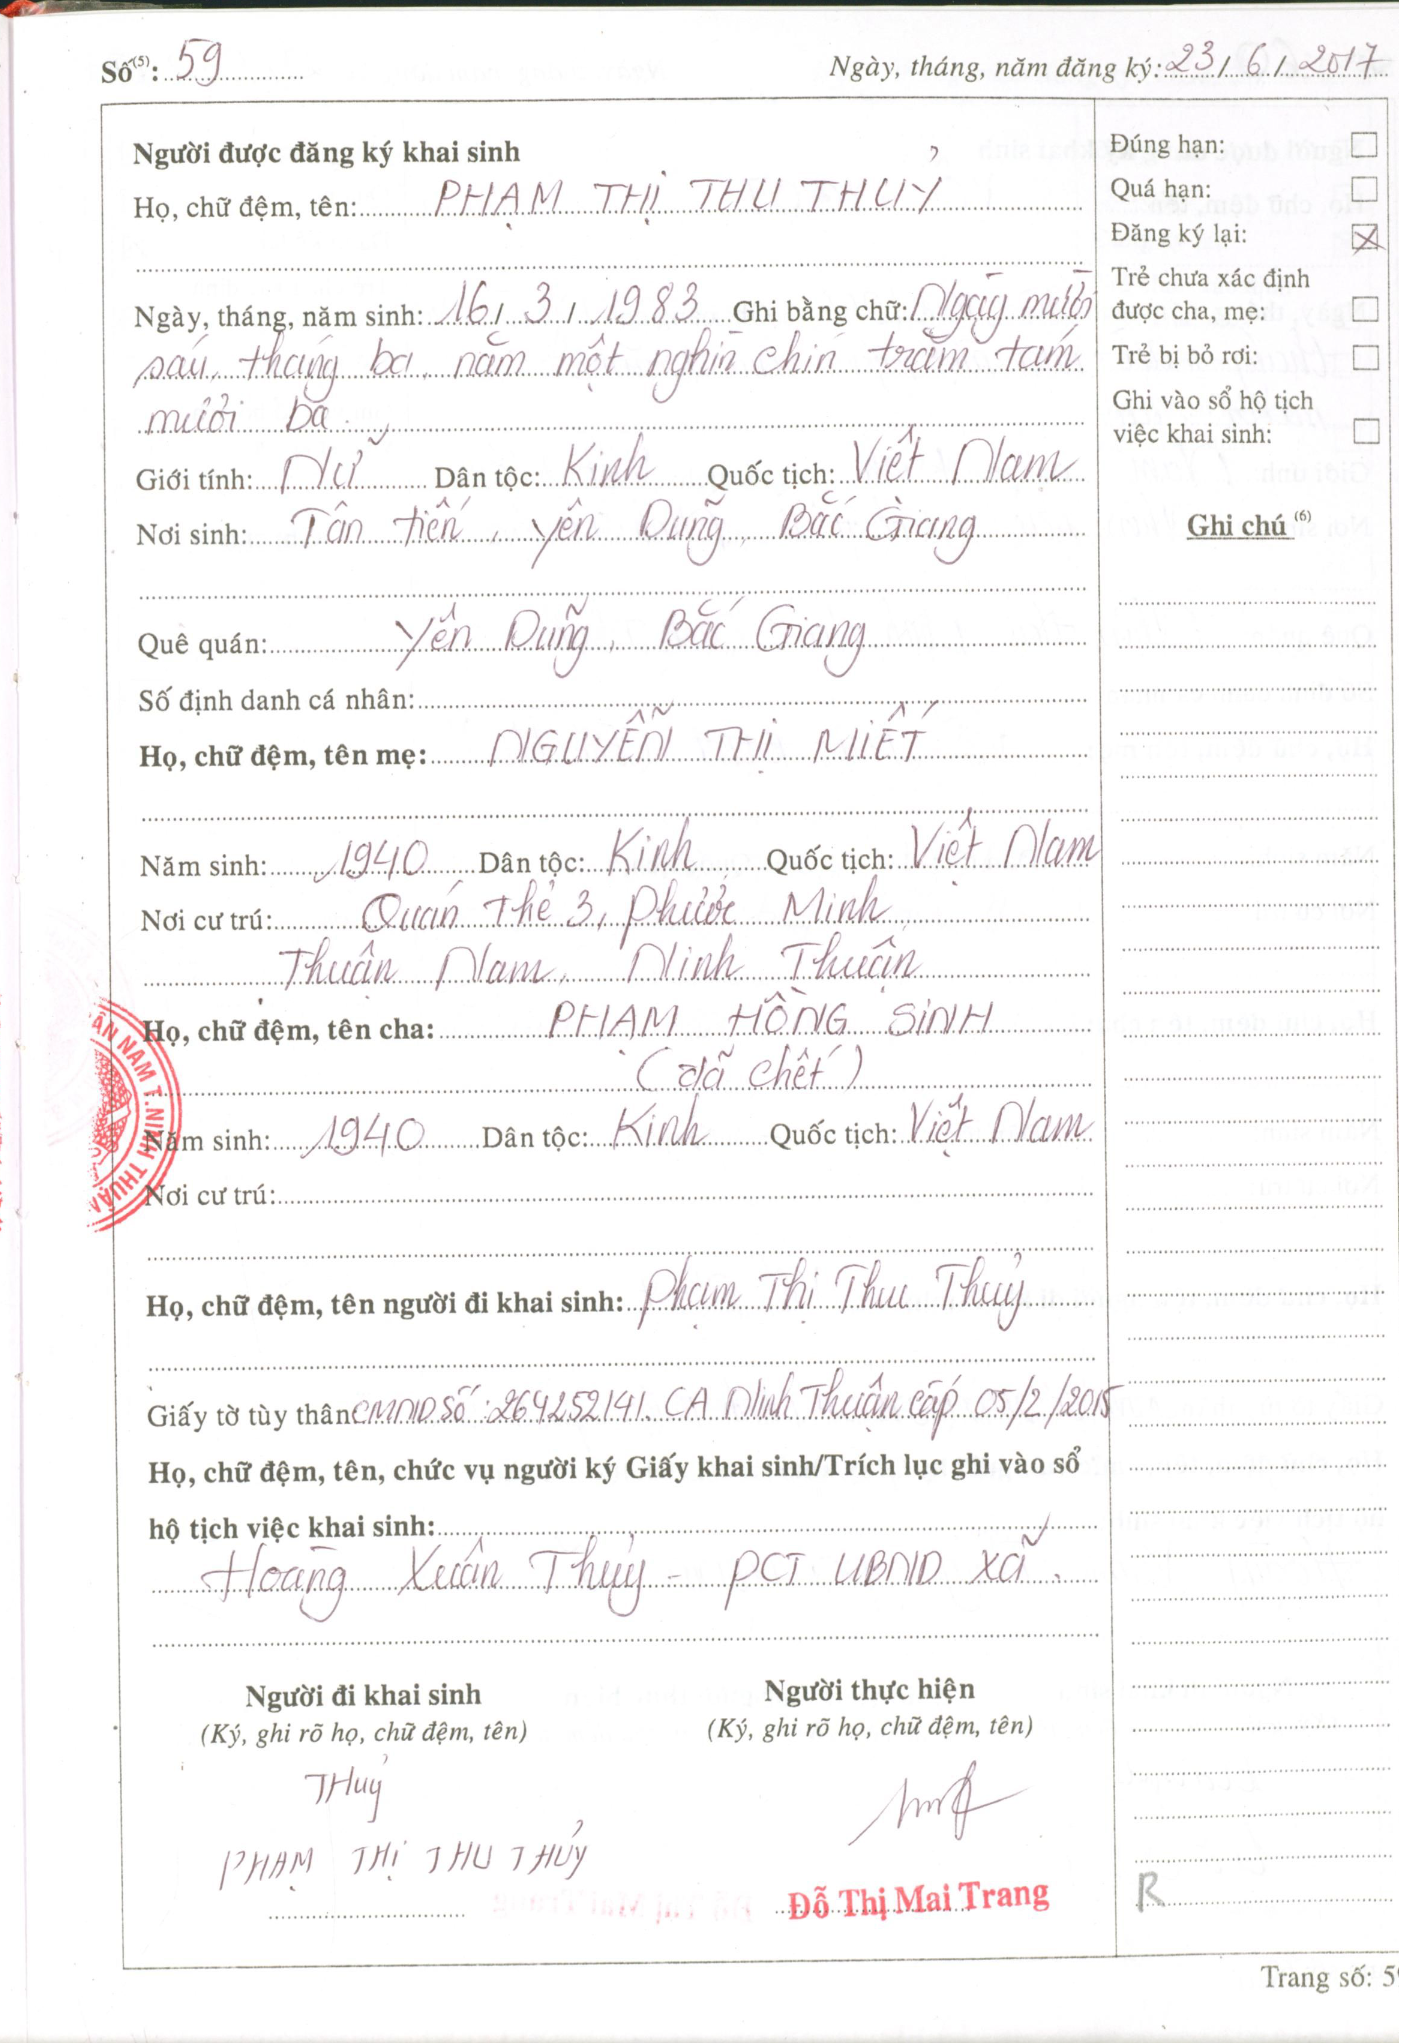 Số(5): 59
Ngày, tháng, năm đăng ký: 23 / 6 / 2017
Người được đăng ký khai sinh
Họ, chữ đệm, tên: PHẠM THỊ THU THỦY
Ngày, tháng, năm sinh: 16 / 3 / 1983 Ghi bằng chữ: Ngày mười
sáu, tháng ba, năm một nghìn chín trăm tám
mươi ba.
Giới tính: Nữ Dân tộc: Kinh Quốc tịch: Việt Nam
Nơi sinh: Tân tiến, Yên Dũng, Bắc Giang
Quê quán: Yên Dũng, Bắc Giang
Số định danh cá nhân:
Họ, chữ đệm, tên mẹ: NGUYỄN THỊ MIẾT
Năm sinh: 1940 Dân tộc: Kinh Quốc tịch: Việt Nam
Nơi cư trú: Quán Thẻ 3, Phước Minh
Thuận Nam, Ninh Thuận
Họ, chữ đệm, tên cha: PHẠM HỒNG SINH
(đã chết)
Năm sinh: 1940 Dân tộc: Kinh Quốc tịch: Việt Nam
Nơi cư trú:
Họ, chữ đệm, tên người đi khai sinh: Phạm Thị Thu Thuỷ
Giấy tờ tùy thân CMND Số: 264252141. CA Ninh Thuận cấp 05/2/2015
Họ, chữ đệm, tên, chức vụ người ký Giấy khai sinh/Trích lục ghi vào sổ
hộ tịch việc khai sinh:
Hoàng Xuân Thủy - PCT UBND xã.
Người đi khai sinh
(Ký, ghi rõ họ, chữ đệm, tên)
THuỷ
PHẠM THỊ THU THỦY
Người thực hiện
(Ký, ghi rõ họ, chữ đệm, tên)
Đỗ Thị Mai Trang
Đúng hạn:
Quá hạn:
Đăng ký lại: X
Trẻ chưa xác định
được cha, mẹ:
Trẻ bị bỏ rơi:
Ghi vào sổ hộ tịch
việc khai sinh:
Ghi chú (6)
R
NAM T.NINH THUẬN
Trang số: 59